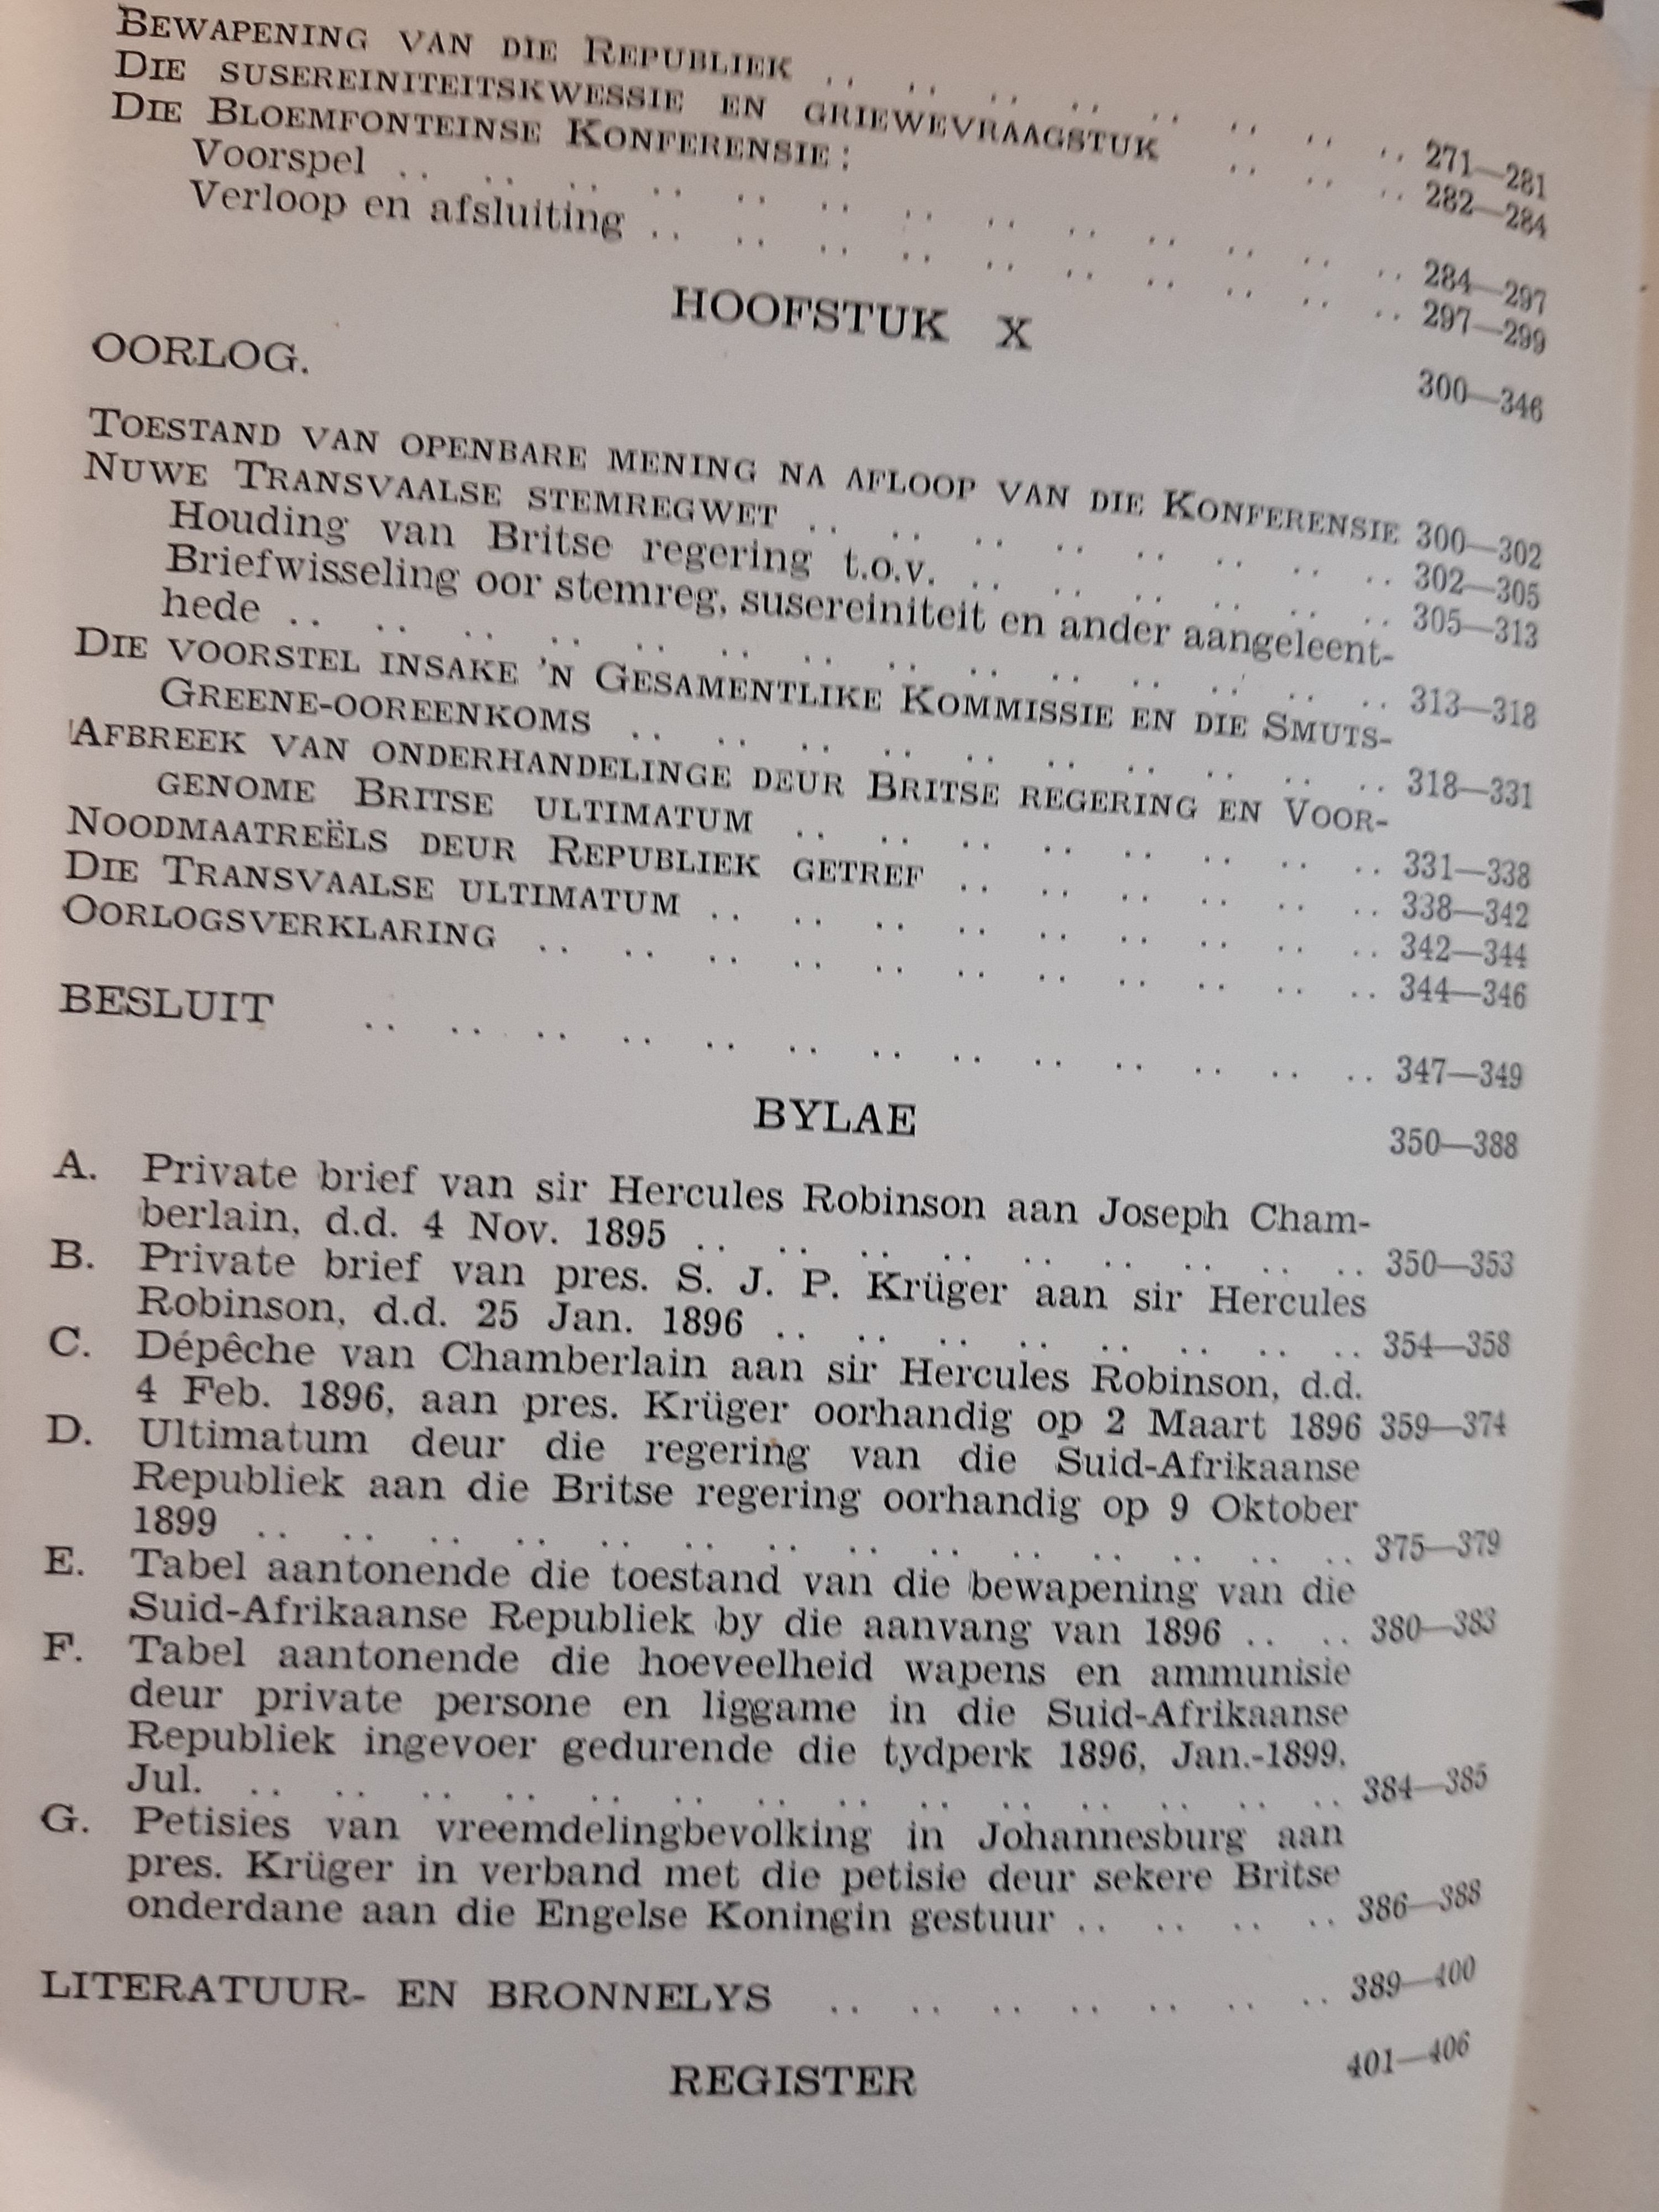 BEWAPENING VAN DIE REPUBLIEK .. .. .. .. .. .. .. .. 271—281
DIE SUSEREINITEITSKWESSIE EN GRIEWEVRAAGSTUK .. .. .. 282—284
DIE BLOEMFONTEINSE KONFERENSIE:
Voorspel .. .. .. .. .. .. .. .. .. .. .. .. .. 284—297
Verloop en afsluiting .. .. .. .. .. .. .. .. .. .. 297—299
HOOFSTUK X
OORLOG. 300—346
TOESTAND VAN OPENBARE MENING NA AFLOOP VAN DIE KONFERENSIE 300—302
NUWE TRANSVAALSE STEMREGWET .. .. .. .. .. .. .. .. 302—305
Houding van Britse regering t.o.v. .. .. .. .. .. .. 305—313
Briefwisseling oor stemreg, susereiniteit en ander aangeleent-
hede .. .. .. .. .. .. .. .. .. .. .. .. .. .. 313—318
DIE VOORSTEL INSAKE 'N GESAMENTLIKE KOMMISSIE EN DIE SMUTS-
GREENE-OOREENKOMS .. .. .. .. .. .. .. .. .. .. 318—331
AFBREEK VAN ONDERHANDELINGE DEUR BRITSE REGERING EN VOOR-
GENOME BRITSE ULTIMATUM .. .. .. .. .. .. .. .. 331—338
NOODMAATREËLS DEUR REPUBLIEK GETREF .. .. .. .. .. .. 338—342
DIE TRANSVAALSE ULTIMATUM .. .. .. .. .. .. .. .. .. 342—344
OORLOGSVERKLARING .. .. .. .. .. .. .. .. .. .. .. 344—346
BESLUIT .. .. .. .. .. .. .. .. .. .. .. .. .. 347—349
BYLAE 350—388
A. Private brief van sir Hercules Robinson aan Joseph Cham-
berlain, d.d. 4 Nov. 1895 .. .. .. .. .. .. .. .. .. 350—353
B. Private brief van pres. S. J. P. Krüger aan sir Hercules
Robinson, d.d. 25 Jan. 1896 .. .. .. .. .. .. .. .. 354—358
C. Dépêche van Chamberlain aan sir Hercules Robinson, d.d.
4 Feb. 1896, aan pres. Krüger oorhandig op 2 Maart 1896 359—374
D. Ultimatum deur die regering van die Suid-Afrikaanse
Republiek aan die Britse regering oorhandig op 9 Oktober
1899 .. .. .. .. .. .. .. .. .. .. .. .. .. .. 375—379
E. Tabel aantonende die toestand van die bewapening van die
Suid-Afrikaanse Republiek by die aanvang van 1896 .. .. 380—383
F. Tabel aantonende die hoeveelheid wapens en ammunisie
deur private persone en liggame in die Suid-Afrikaanse
Republiek ingevoer gedurende die tydperk 1896, Jan.-1899.
Jul. .. .. .. .. .. .. .. .. .. .. .. .. .. .. 384—385
G. Petisies van vreemdelingbevolking in Johannesburg aan
pres. Krüger in verband met die petisie deur sekere Britse
onderdane aan die Engelse Koningin gestuur .. .. .. .. 386—388
LITERATUUR- EN BRONNELYS .. .. .. .. .. .. .. 389—400
REGISTER 401—406